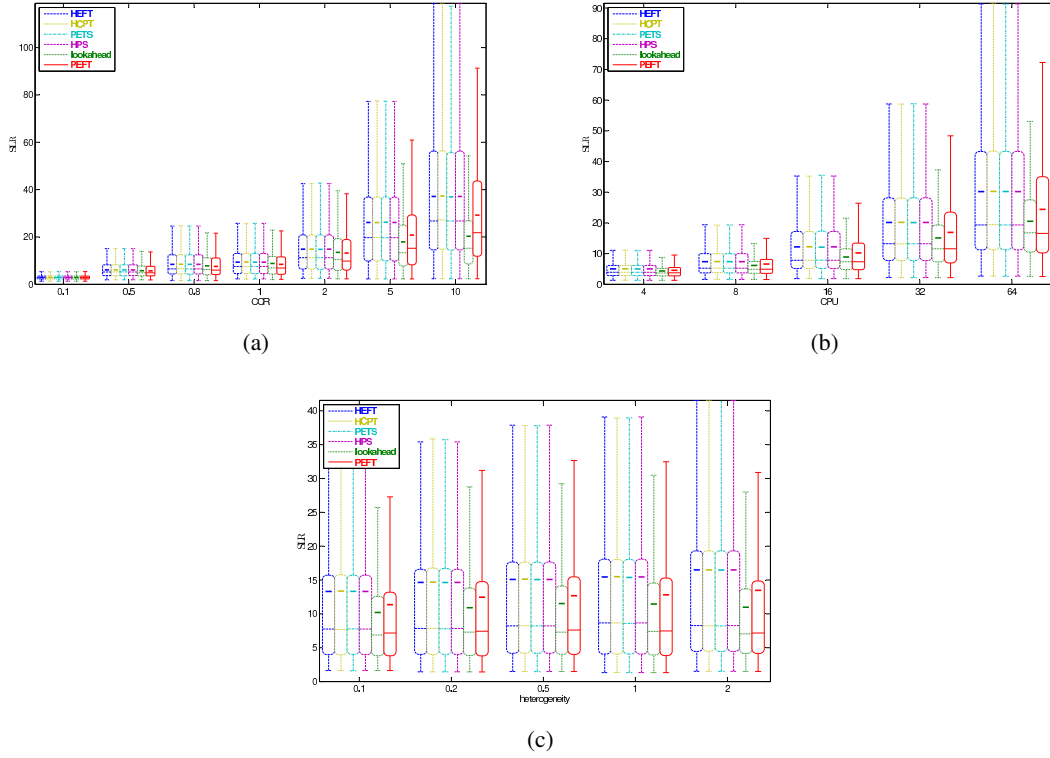 HEFT
HCPT
PETS
HPS
lookahead
PEFT
100
80
60
40
20
0
SLR
0.1 0.5 0.8 1 2 5 10
CCR
(a)
HEFT
HCPT
PETS
HPS
lookahead
PEFT
90
80
70
60
50
40
30
20
10
0
SLR
4 8 16 32 64
CPU
(b)
HEFT
HCPT
PETS
HPS
lookahead
PEFT
40
35
30
25
20
15
10
5
0
SLR
0.1 0.2 0.5 1 2
heterogeneity
(c)